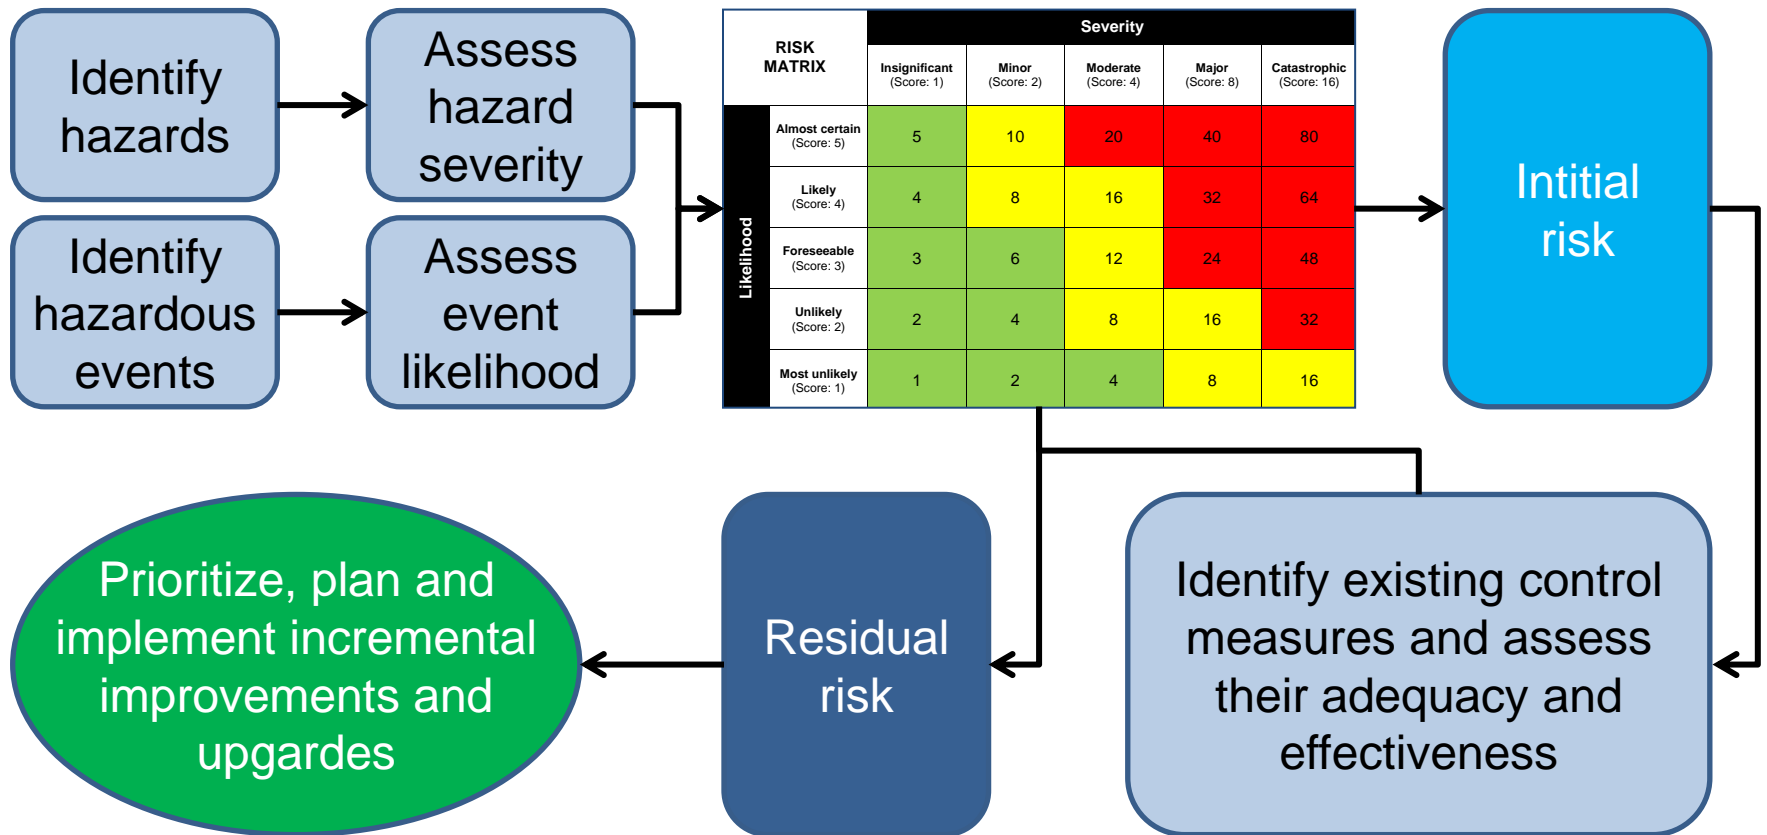 Identify
hazards
Assess
hazard
severity
Identify
hazardous
events
Assess
event
likelihood
RISK
MATRIX
Severity
Insignificant
(Score: 1)
Minor
(Score: 2)
Moderate
(Score: 4)
Major
(Score: 8)
Catastrophic
(Score: 16)
Likelihood
Almost certain
(Score: 5)
5 10 20 40 80
Likely
(Score: 4)
4 8 16 32 64
Foreseeable
(Score: 3)
3 6 12 24 48
Unlikely
(Score: 2)
2 4 8 16 32
Most unlikely
(Score: 1)
1 2 4 8 16
Intitial
risk
Prioritize, plan and
implement incremental
improvements and
upgardes
Residual
risk
Identify existing control
measures and assess
their adequacy and
effectiveness